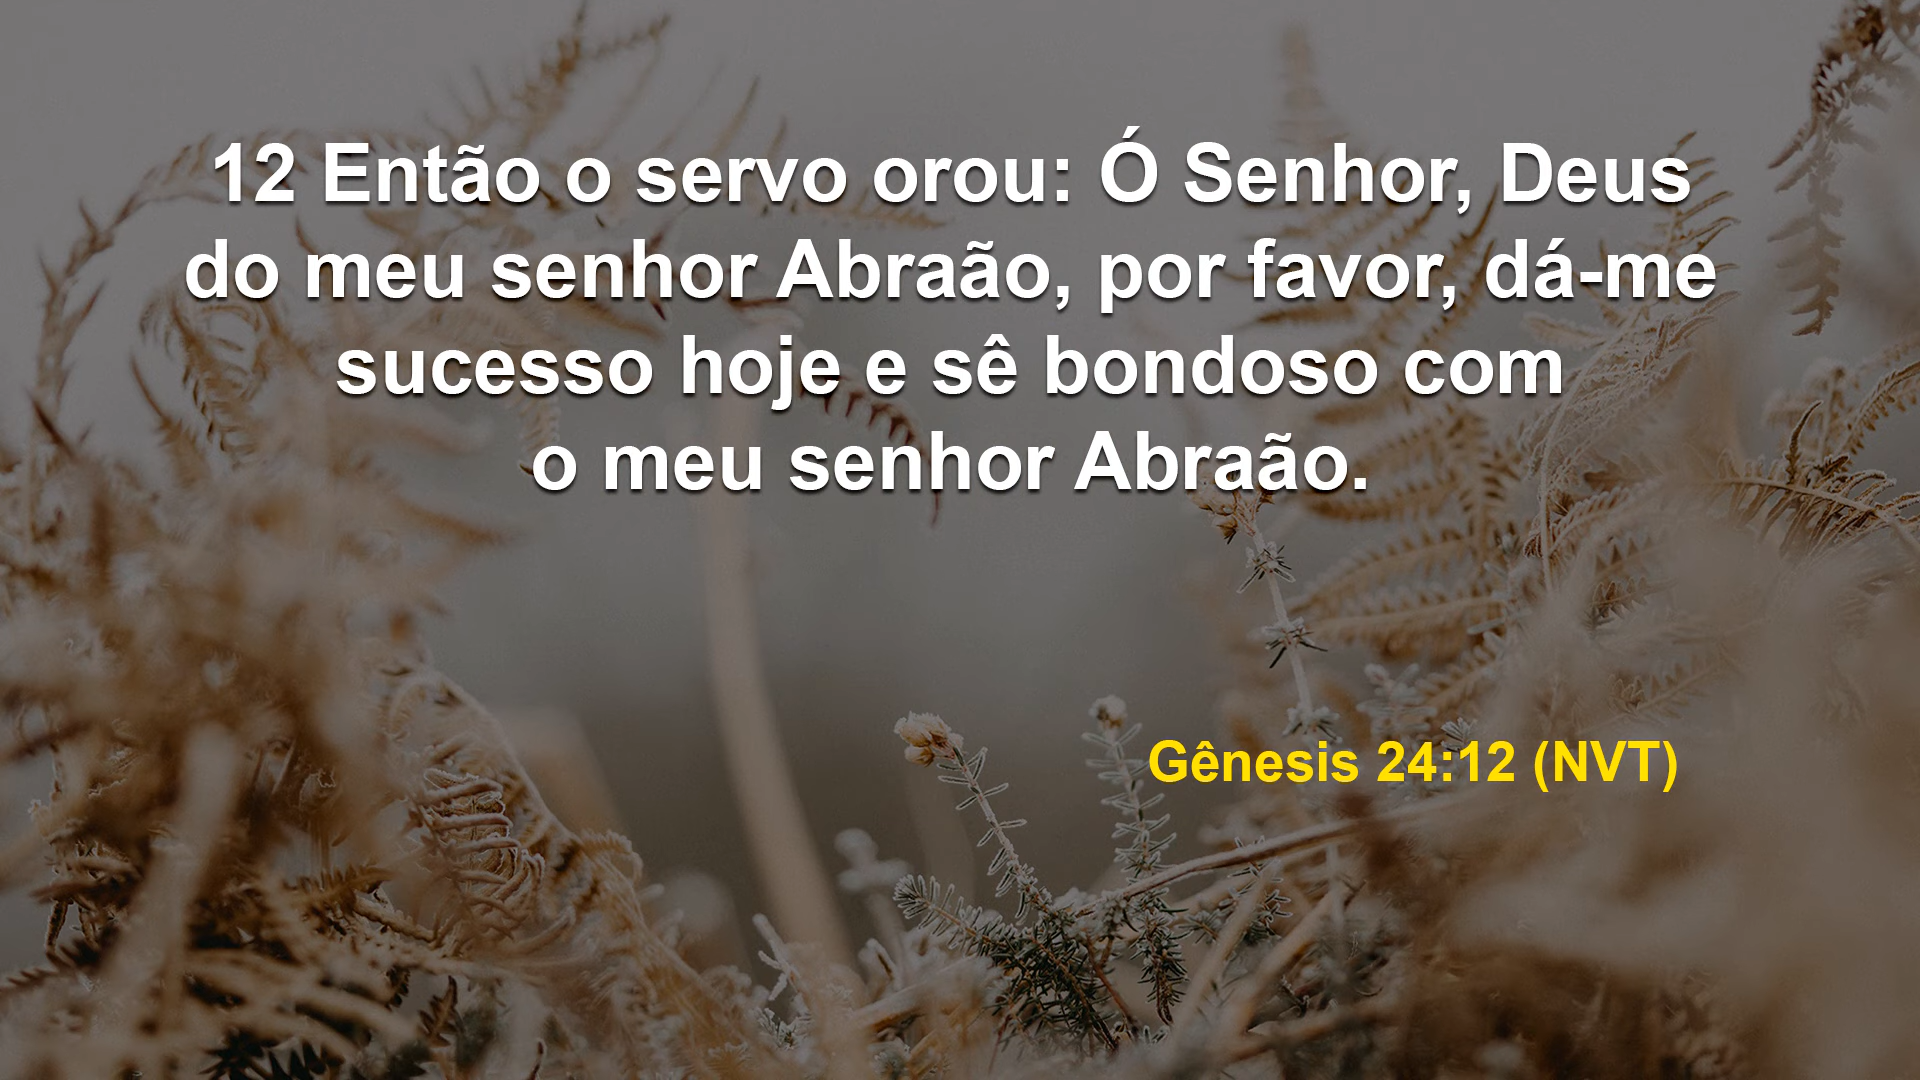 12 Então o servo orou: Ó Senhor, Deus
do meu senhor Abraão, por favor, dá-me
sucesso hoje e sê bondoso com
o meu senhor Abraão.
Gênesis 24:12 (NVT)